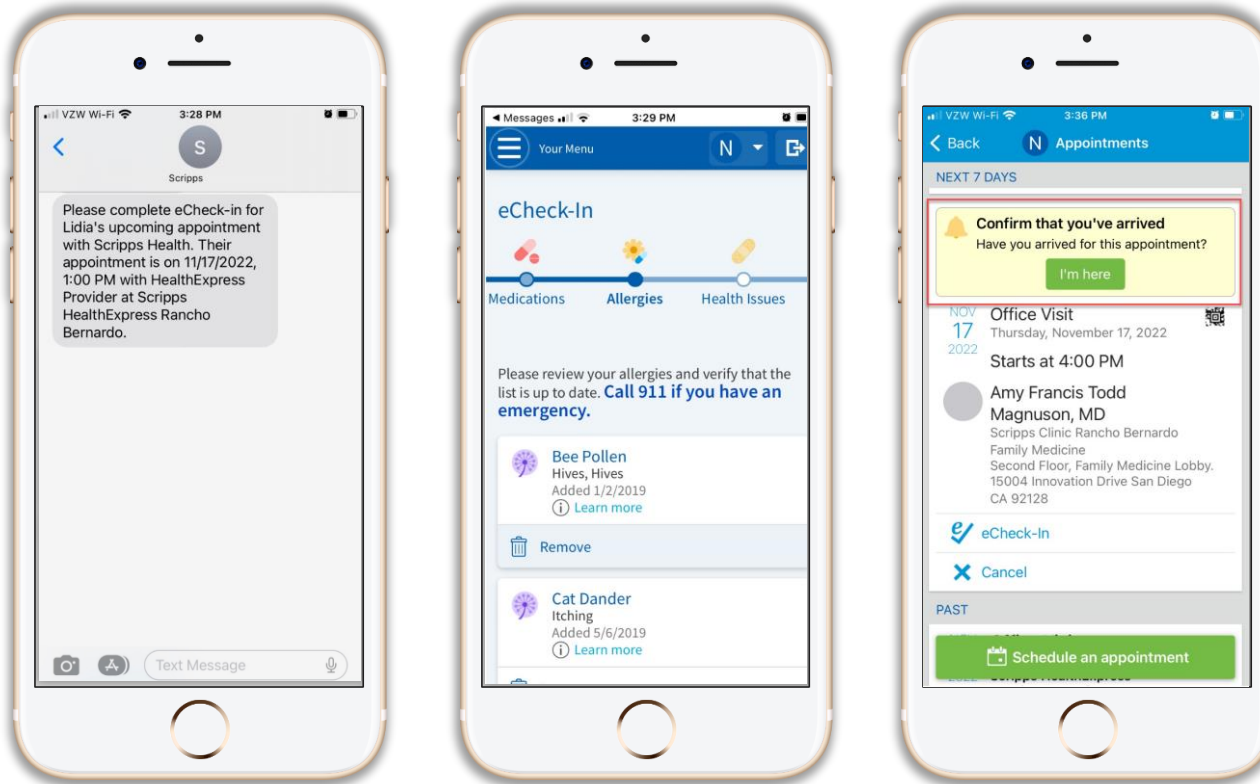 VZW Wi-Fi 3:28 PM
S
Scripps
Please complete eCheck-in for
Lidia's upcoming appointment
with Scripps Health. Their
appointment is on 11/17/2022,
1:00 PM with HealthExpress
Provider at Scripps
HealthExpress Rancho
Bernardo.
Text Message
Messages 3:29 PM
Your Menu N
eCheck-In
Medications Allergies Health Issues
Please review your allergies and verify that the
list is up to date. Call 911 if you have an
emergency.
Bee Pollen
Hives, Hives
Added 1/2/2019
Learn more
Remove
Cat Dander
Itching
Added 5/6/2019
Learn more
VZW Wi-Fi 3:36 PM
Back N Appointments
NEXT 7 DAYS
Confirm that you've arrived
Have you arrived for this appointment?
I'm here
NOV
17
2022
Office Visit
Thursday, November 17, 2022
Starts at 4:00 PM
Amy Francis Todd
Magnuson, MD
Scripps Clinic Rancho Bernardo
Family Medicine
Second Floor, Family Medicine Lobby.
15004 Innovation Drive San Diego
CA 92128
eCheck-In
Cancel
PAST
Schedule an appointment